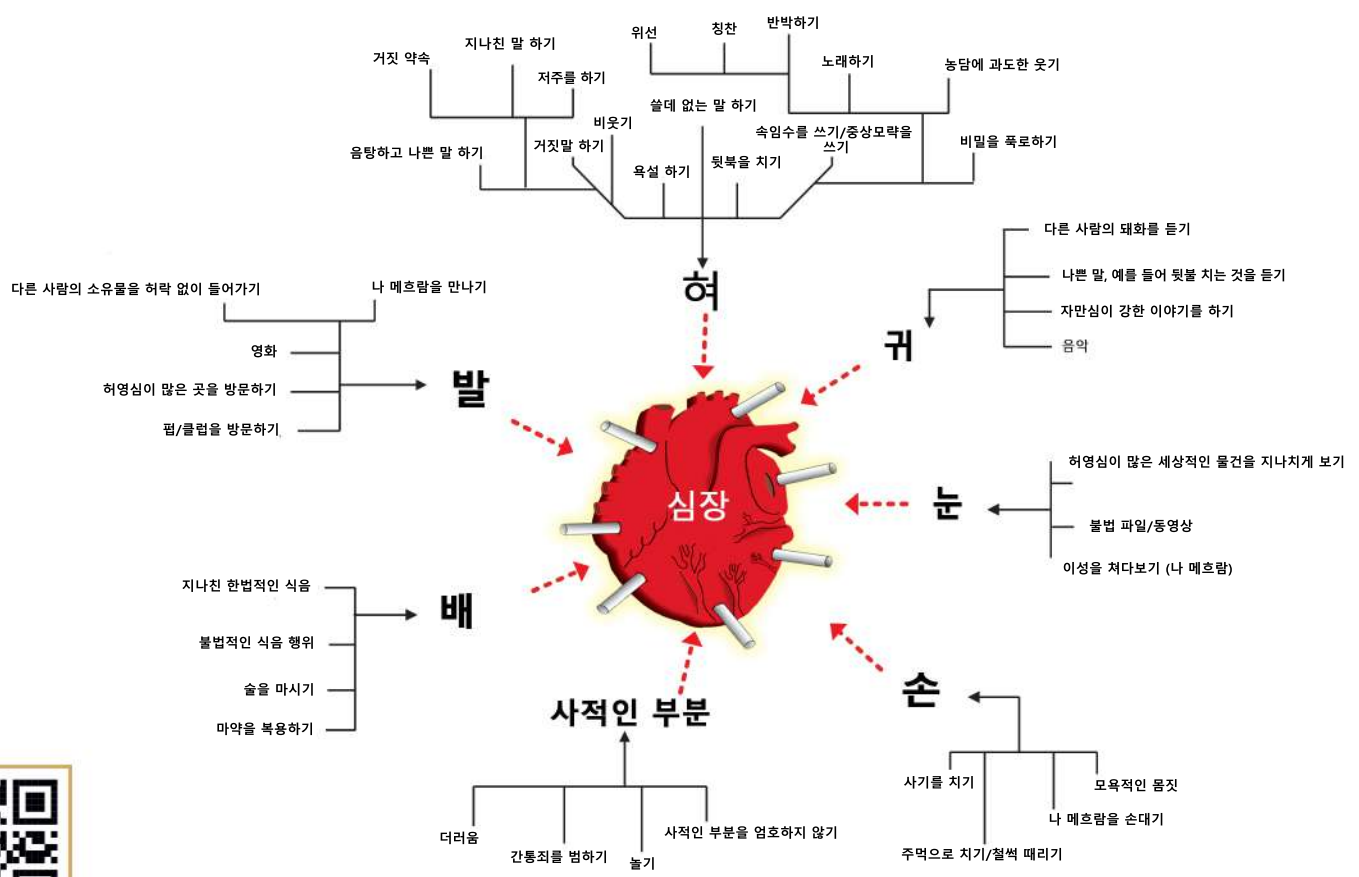 위선
칭찬
반박하기
거짓 약속
지나친 말 하기
저주를 하기
노래하기
농담에 과도한 웃기
쓸데 없는 말 하기
음탕하고 나쁜 말 하기
거짓말 하기
비웃기
욕설 하기
뒷북을 치기
속임수를 쓰기/중상모략을
쓰기
비밀을 폭로하기
혀
다른 사람의 돼화를 듣기
나쁜 말, 예를 들어 뒷불 치는 것을 듣기
자만심이 강한 이야기를 하기
음악
귀
다른 사람의 소유물을 허락 없이 들어가기
나 메흐람을 만나기
영화
허영심이 많은 곳을 방문하기
펍/클럽을 방문하기.
발
심장
허영심이 많은 세상적인 물건을 지나치게 보기
불법 파일/동영상
이성을 쳐다보기 (나 메흐람)
눈
지나친 한법적인 식음
불법적인 식음 행위
술을 마시기
마약을 복용하기
배
사적인 부분
더러움
간통죄를 범하기
놀기
사적인 부분을 엄호하지 않기
손
사기를 치기
모욕적인 몸짓
나 메흐람을 손대기
주먹으로 치기/철썩 때리기